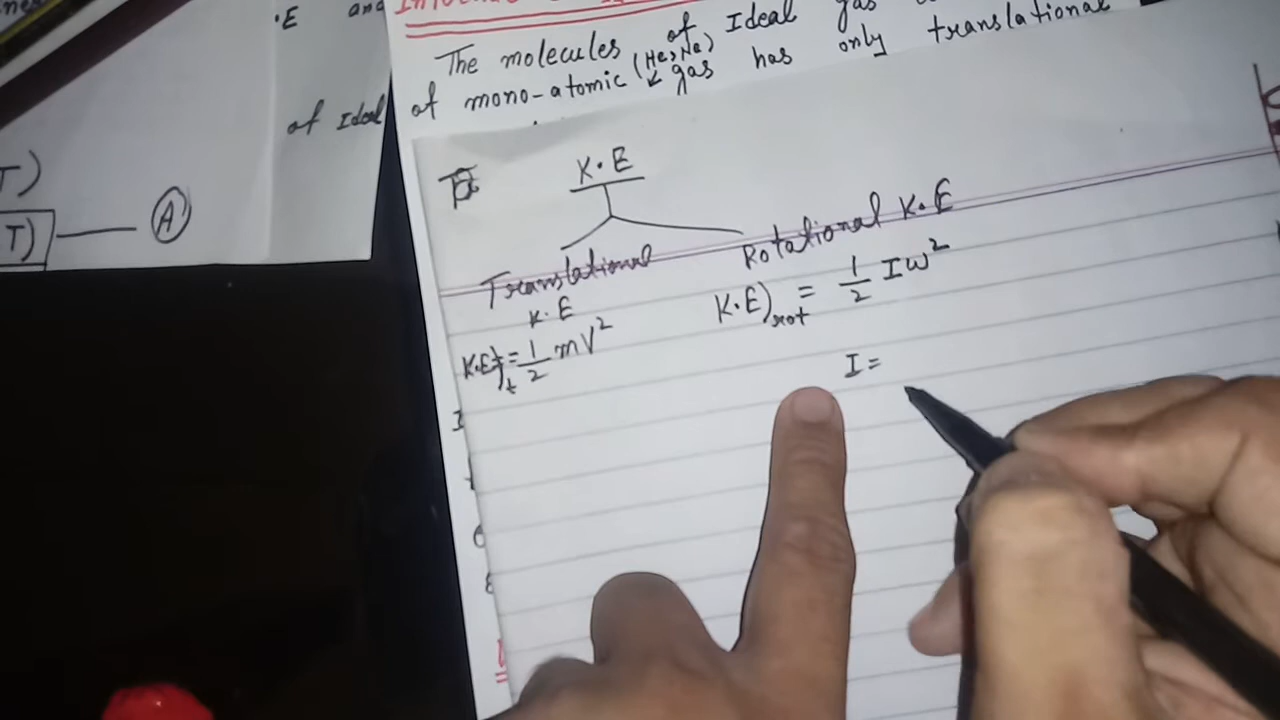 .E and
of Ideal
T)
T) A
The molecules of Ideal gas
of mono-atomic (He, Ne) gas has only translational
K.E
Translational K.E
Rotational K.E
K.E)t = 1/2 mV²
K.E)rot = 1/2 Iω²
I =